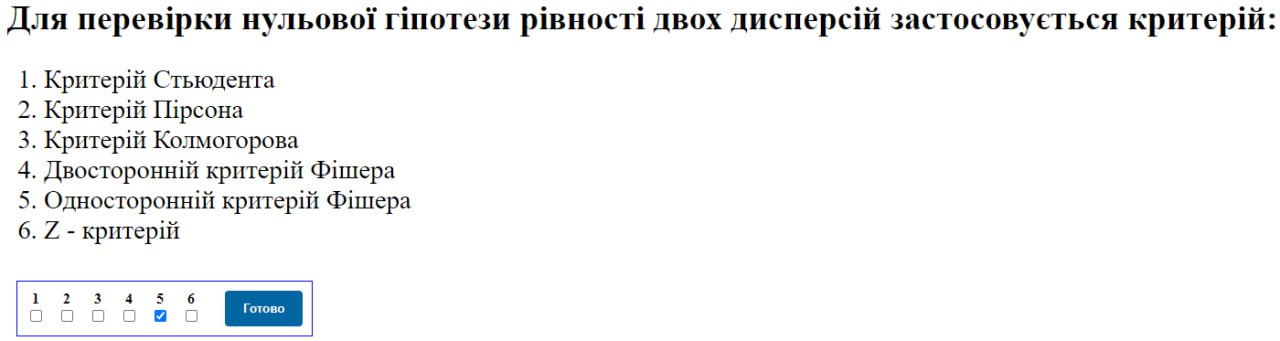 Для перевірки нульової гіпотези рівності двох дисперсій застосовується критерій:
1. Критерій Стьюдента
2. Критерій Пірсона
3. Критерій Колмогорова
4. Двосторонній критерій Фішера
5. Односторонній критерій Фішера
6. Z - критерій
1 2 3 4 5 6
Готово